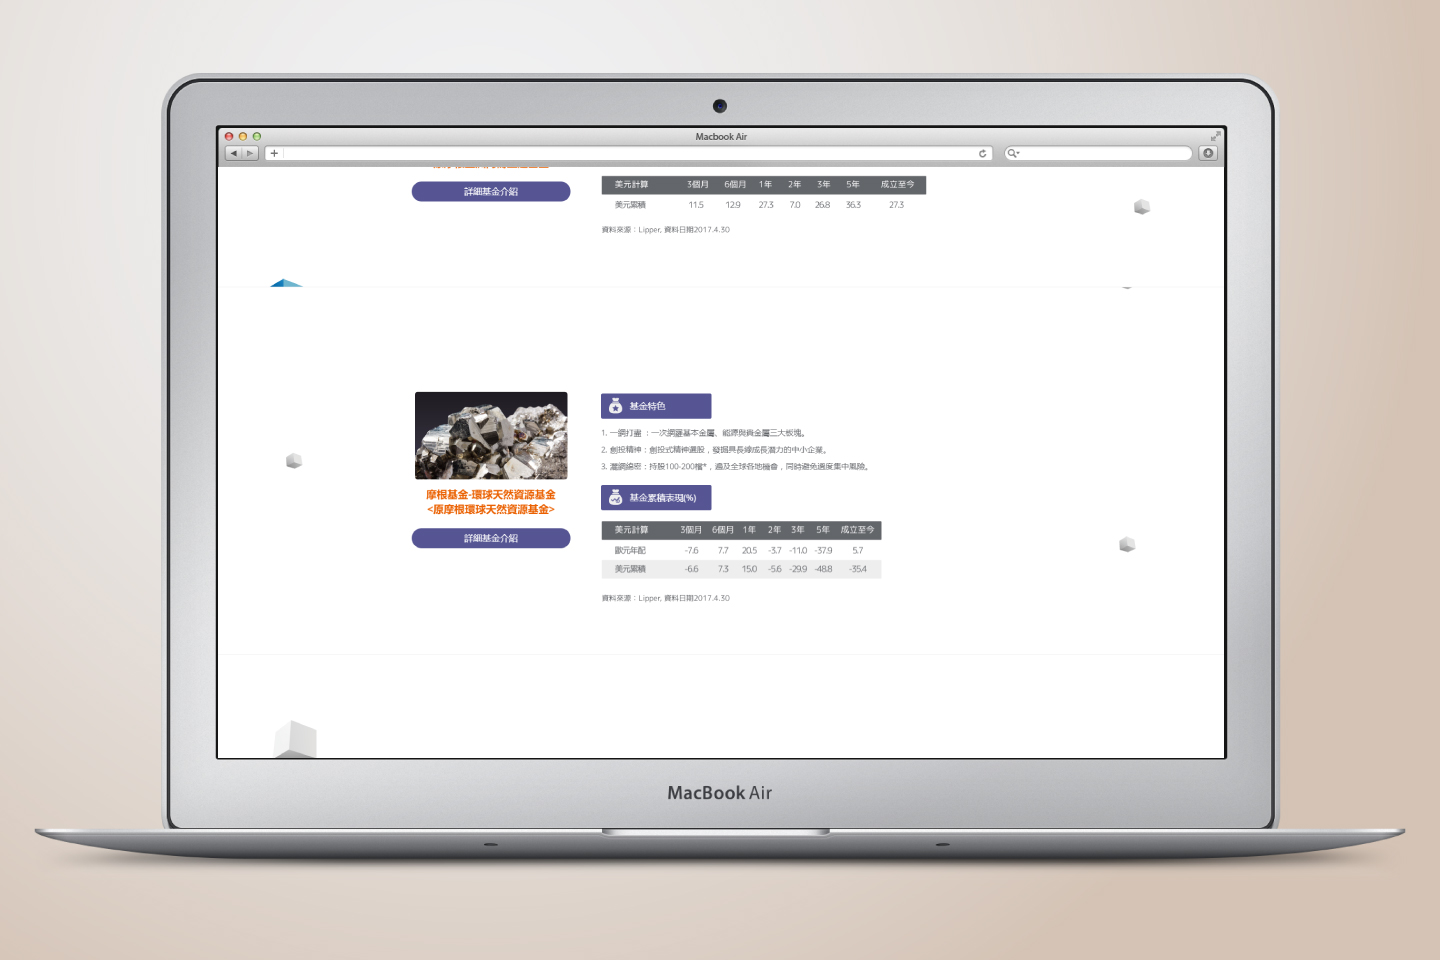 Macbook Air
詳細基金介紹
美元計算 3個月 6個月 1年 2年 3年 5年 成立至今
美元累積 11.5 12.9 27.3 7.0 26.8 36.3 27.3
資料來源：Lipper, 資料日期2017.4.30
基金特色
1. 一網打盡 ：一次網羅基本金屬、能源與貴金屬三大板塊。
2. 創投精神：創投式精神選股，發掘具長線成長潛力的中小企業。
3. 灑網綿密：持股100-200檔*，遍及全球各地機會，同時避免過度集中風險。
摩根基金-環球天然資源基金
<原摩根環球天然資源基金>
詳細基金介紹
基金累積表現(%)
美元計算 3個月 6個月 1年 2年 3年 5年 成立至今
歐元年配 -7.6 7.7 20.5 -3.7 -11.0 -37.9 5.7
美元累積 -6.6 7.3 15.0 -5.6 -29.9 -48.8 -35.4
資料來源：Lipper, 資料日期2017.4.30
MacBook Air